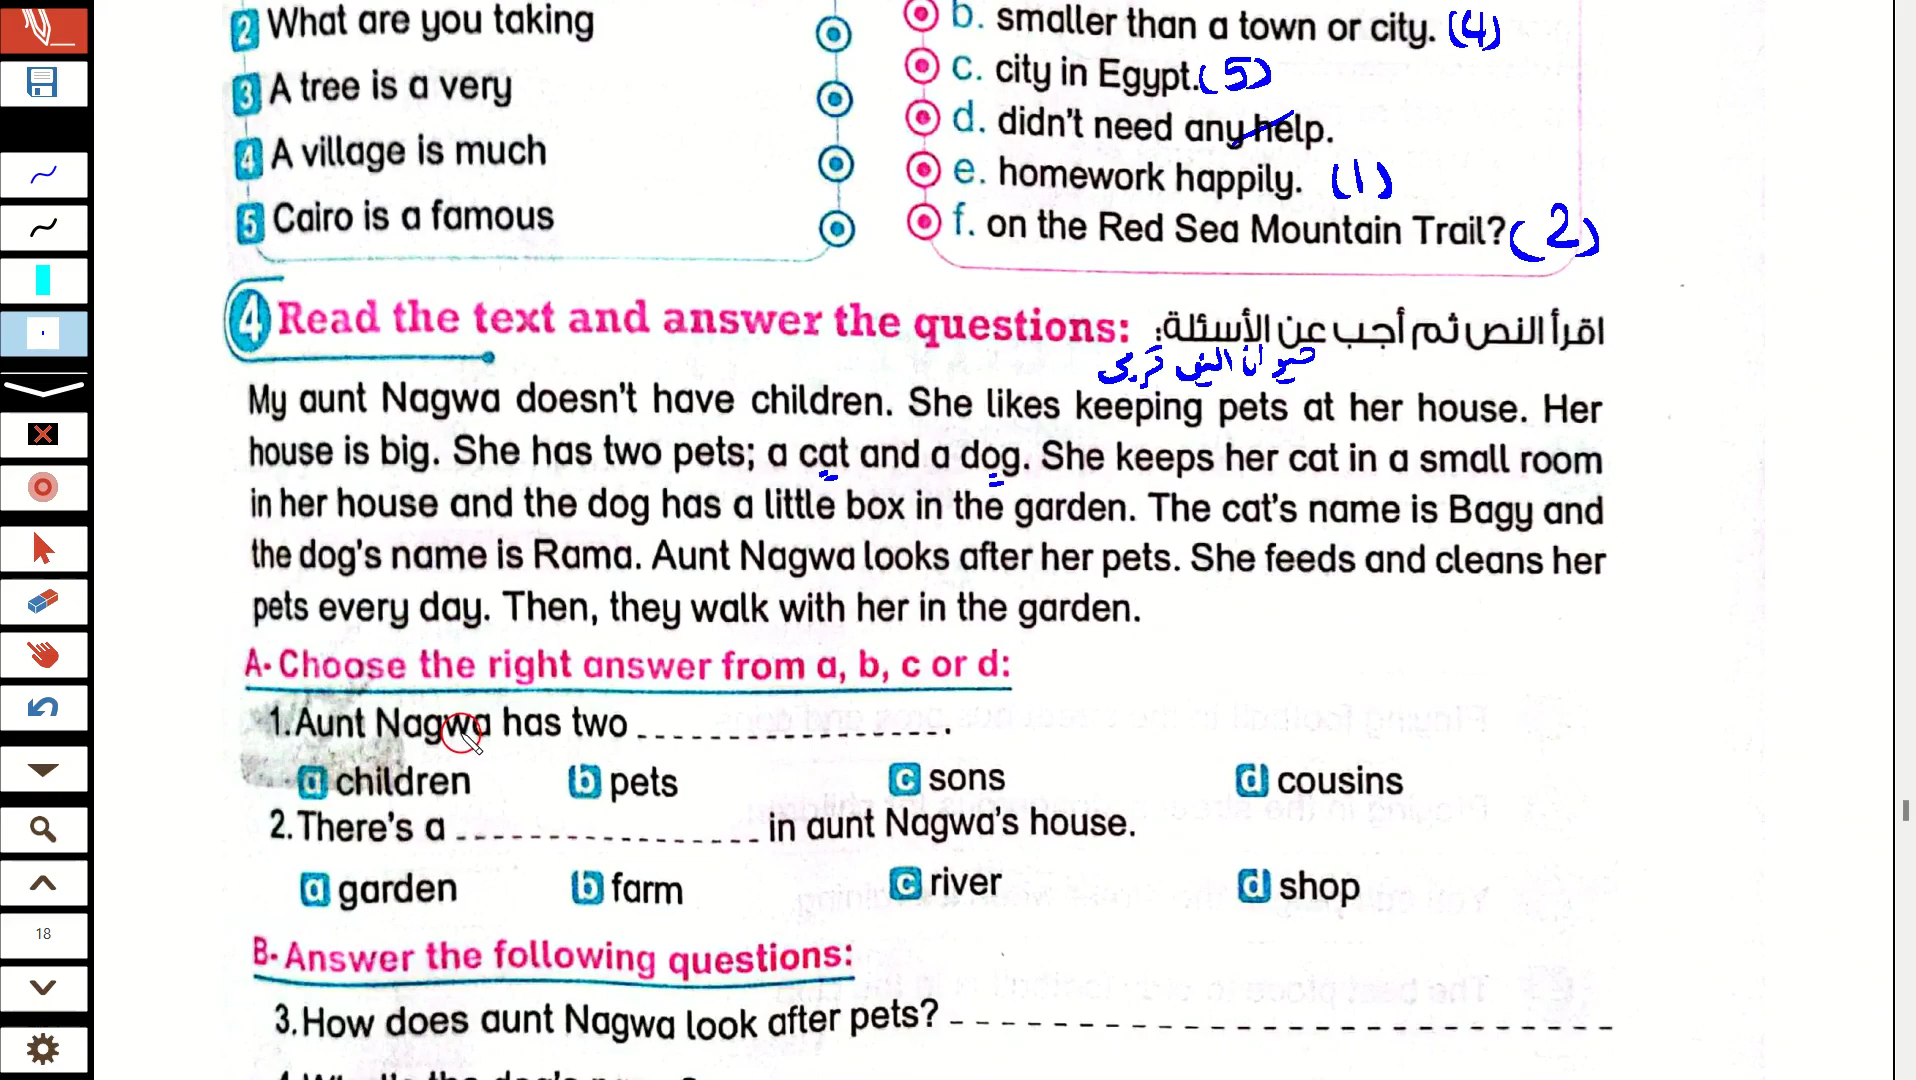 2 What are you taking
b. smaller than a town or city. (4)
3 A tree is a very
c. city in Egypt. (5)
d. didn't need any help.
4 A village is much
e. homework happily. (1)
5 Cairo is a famous
f. on the Red Sea Mountain Trail? (2)
4 Read the text and answer the questions: اقرأ النص ثم أجب عن الأسئلة:
My aunt Nagwa doesn't have children. She likes keeping pets at her house. Her
house is big. She has two pets; a cat and a dog. She keeps her cat in a small room
in her house and the dog has a little box in the garden. The cat's name is Bagy and
the dog's name is Rama. Aunt Nagwa looks after her pets. She feeds and cleans her
pets every day. Then, they walk with her in the garden.
A. Choose the right answer from a, b, c or d:
1. Aunt Nagwa has two _ _ _ _ _ _ _ _ _ _ .
a children b pets c sons d cousins
2. There's a _ _ _ _ _ _ _ _ _ _ in aunt Nagwa's house.
a garden b farm c river d shop
B. Answer the following questions:
3. How does aunt Nagwa look after pets? _ _ _ _ _ _ _ _ _ _
18